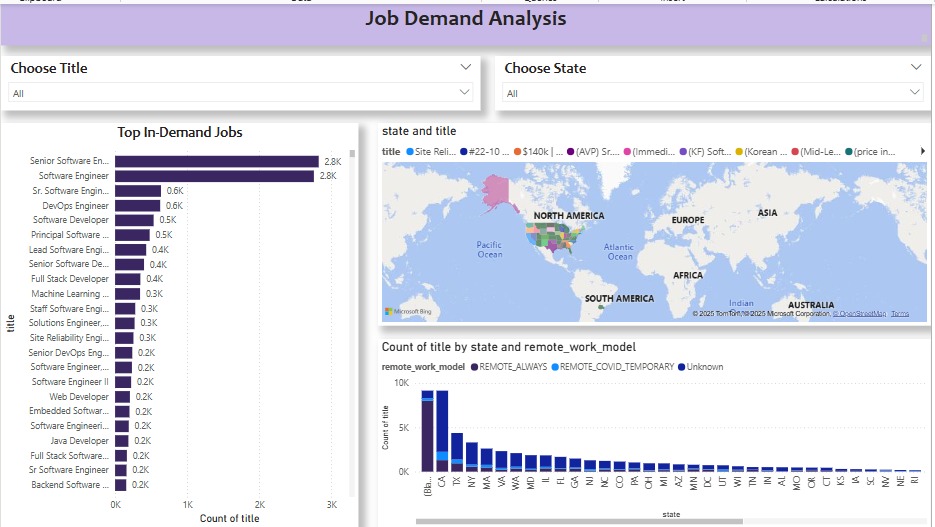 Job Demand Analysis
Choose Title
All
Choose State
All
Top In-Demand Jobs
title
Senior Software En... 2.8K
Software Engineer 2.8K
Sr. Software Engin... 0.6K
DevOps Engineer 0.6K
Software Developer 0.5K
Principal Software ... 0.5K
Lead Software Engi... 0.4K
Senior Software De... 0.4K
Full Stack Developer 0.4K
Machine Learning ... 0.3K
Staff Software Engi... 0.3K
Solutions Engineer,... 0.3K
Site Reliability Engi... 0.3K
Senior DevOps Eng... 0.2K
Software Engineer,... 0.2K
Software Engineer II 0.2K
Web Developer 0.2K
Embedded Softwar... 0.2K
Software Engineeri... 0.2K
Java Developer 0.2K
Full Stack Software... 0.2K
Sr Software Engineer 0.2K
Backend Software ... 0.2K
0K 1K 2K 3K
Count of title
state and title
title Site Reli... #22-10 ... $140k | ... (AVP) Sr.... (Immedi... (KF) Soft... (Korean ... (Mid-Le... (price in...
NORTH AMERICA
EUROPE
ASIA
Pacific
Ocean
Atlantic
Ocean
AFRICA
SOUTH AMERICA
Indian
Ocean
AUSTRALIA
Microsoft Bing
© 2025 TomTom, © 2025 Microsoft Corporation, © OpenStreetMap Terms
Count of title by state and remote_work_model
remote_work_model REMOTE_ALWAYS REMOTE_COVID_TEMPORARY Unknown
Count of title
10K
5K
0K
(Bla... CA TX NY MA VA WA MD IL FL GA NJ NC CO PA OH MI AZ MN DC UT WI TN IN AL MO OR CT KS IA SC NV NE RI
state